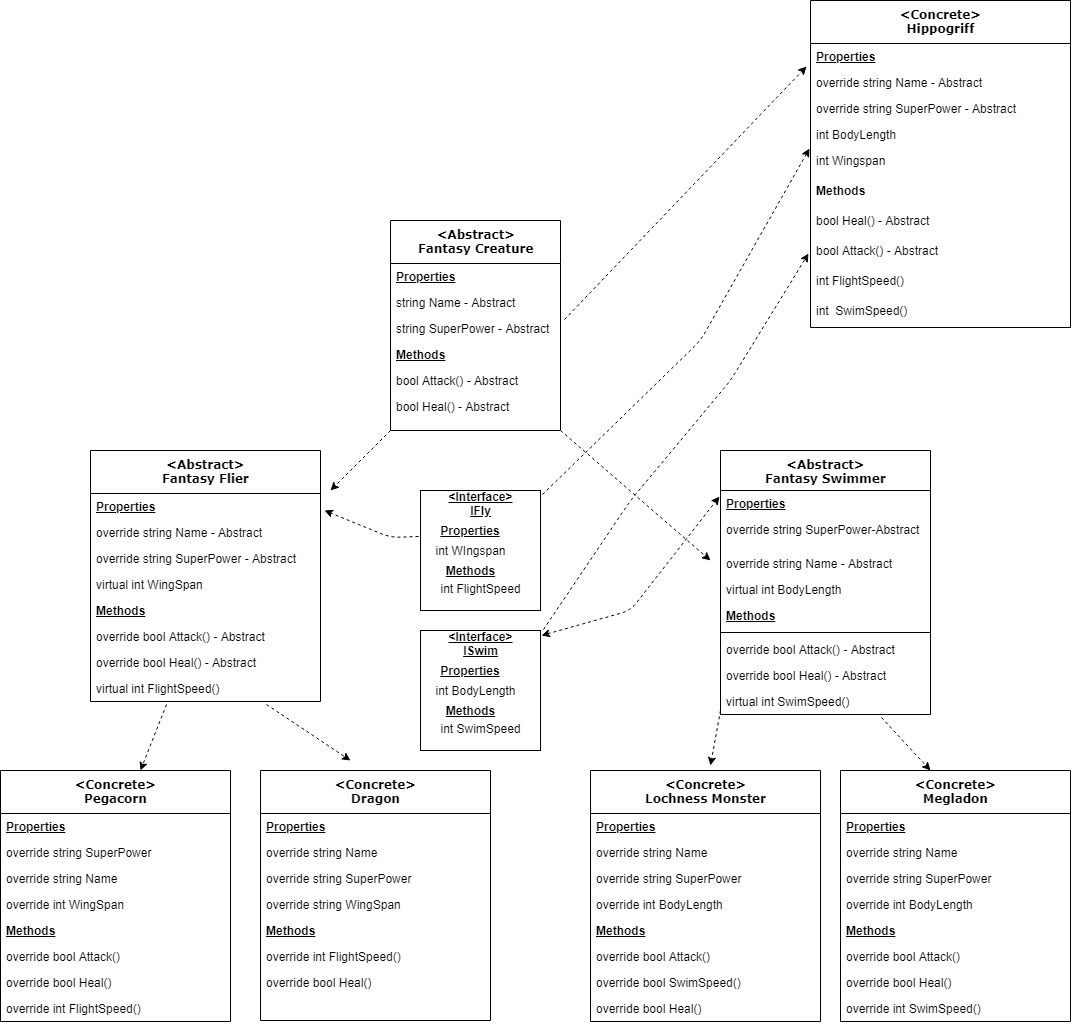 <Concrete>
Hippogriff
Properties
override string Name - Abstract
override string SuperPower - Abstract
int BodyLength
int Wingspan
Methods
bool Heal() - Abstract
bool Attack() - Abstract
int FlightSpeed()
int  SwimSpeed()
<Abstract>
Fantasy Creature
Properties
string Name - Abstract
string SuperPower - Abstract
Methods
bool Attack() - Abstract
bool Heal() - Abstract
<Abstract>
Fantasy Flier
Properties
override string Name - Abstract
override string SuperPower - Abstract
virtual int WingSpan
Methods
override bool Attack() - Abstract
override bool Heal() - Abstract
virtual int FlightSpeed()
<Interface>
IFly
Properties
int WIngspan
Methods
int FlightSpeed
<Interface>
ISwim
Properties
int BodyLength
Methods
int SwimSpeed
<Abstract>
Fantasy Swimmer
Properties
override string SuperPower-Abstract
override string Name - Abstract
virtual int BodyLength
Methods
override bool Attack() - Abstract
override bool Heal() - Abstract
virtual int SwimSpeed()
<Concrete>
Pegacorn
Properties
override string SuperPower
override string Name
override int WingSpan
Methods
override bool Attack()
override bool Heal()
override int FlightSpeed()
<Concrete>
Dragon
Properties
override string Name
override string SuperPower
override string WingSpan
Methods
override int FlightSpeed()
override bool Heal()
<Concrete>
Lochness Monster
Properties
override string Name
override string SuperPower
override int BodyLength
Methods
override bool Attack()
override bool SwimSpeed()
override bool Heal()
<Concrete>
Megladon
Properties
override string Name
override string SuperPower
override int BodyLength
Methods
override bool Attack()
override bool Heal()
override int SwimSpeed()